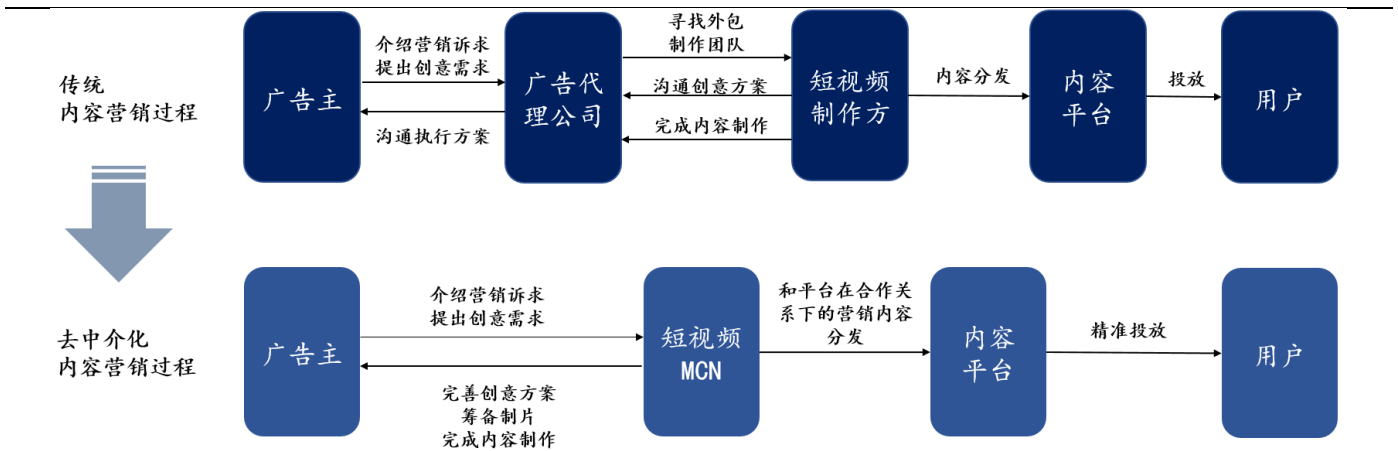 传统
内容营销过程
广告主
介绍营销诉求
提出创意需求
沟通执行方案
广告代
理公司
寻找外包
制作团队
沟通创意方案
完成内容制作
短视频
制作方
内容分发
内容
平台
投放
用户
去中介化
内容营销过程
广告主
介绍营销诉求
提出创意需求
完善创意方案
筹备制片
完成内容制作
短视频
MCN
和平台在合作关
系下的营销内容
分发
内容
平台
精准投放
用户